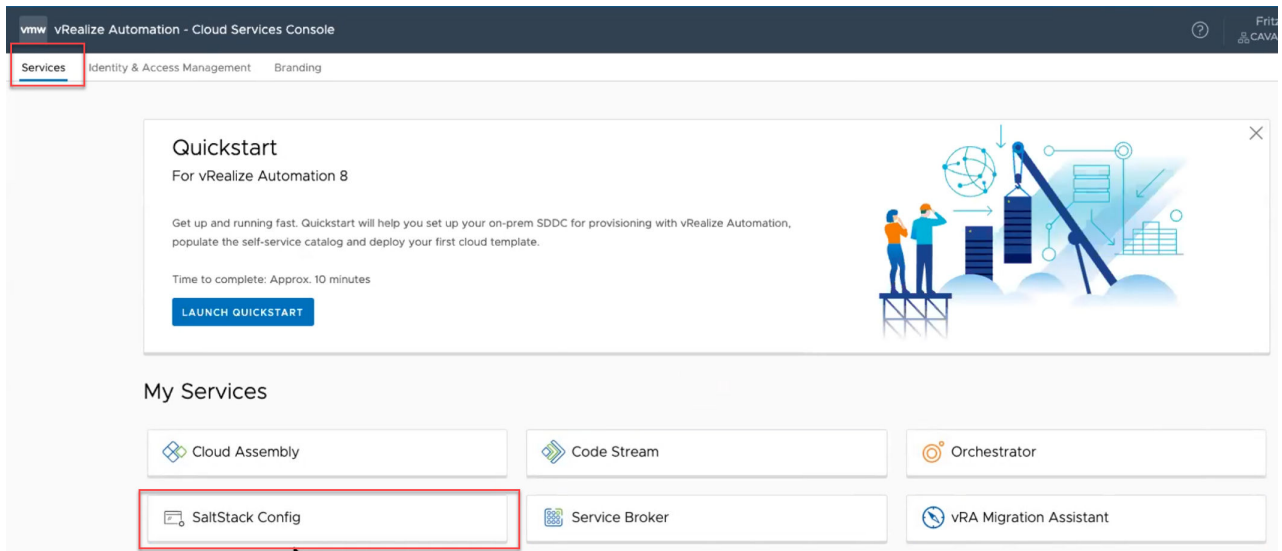 vmw vRealize Automation - Cloud Services Console
Fritz
CAVA
Services Identity & Access Management Branding
Quickstart
For vRealize Automation 8
Get up and running fast. Quickstart will help you set up your on-prem SDDC for provisioning with vRealize Automation,
populate the self-service catalog and deploy your first cloud template.
Time to complete: Approx. 10 minutes
LAUNCH QUICKSTART
My Services
Cloud Assembly
Code Stream
Orchestrator
SaltStack Config
Service Broker
vRA Migration Assistant